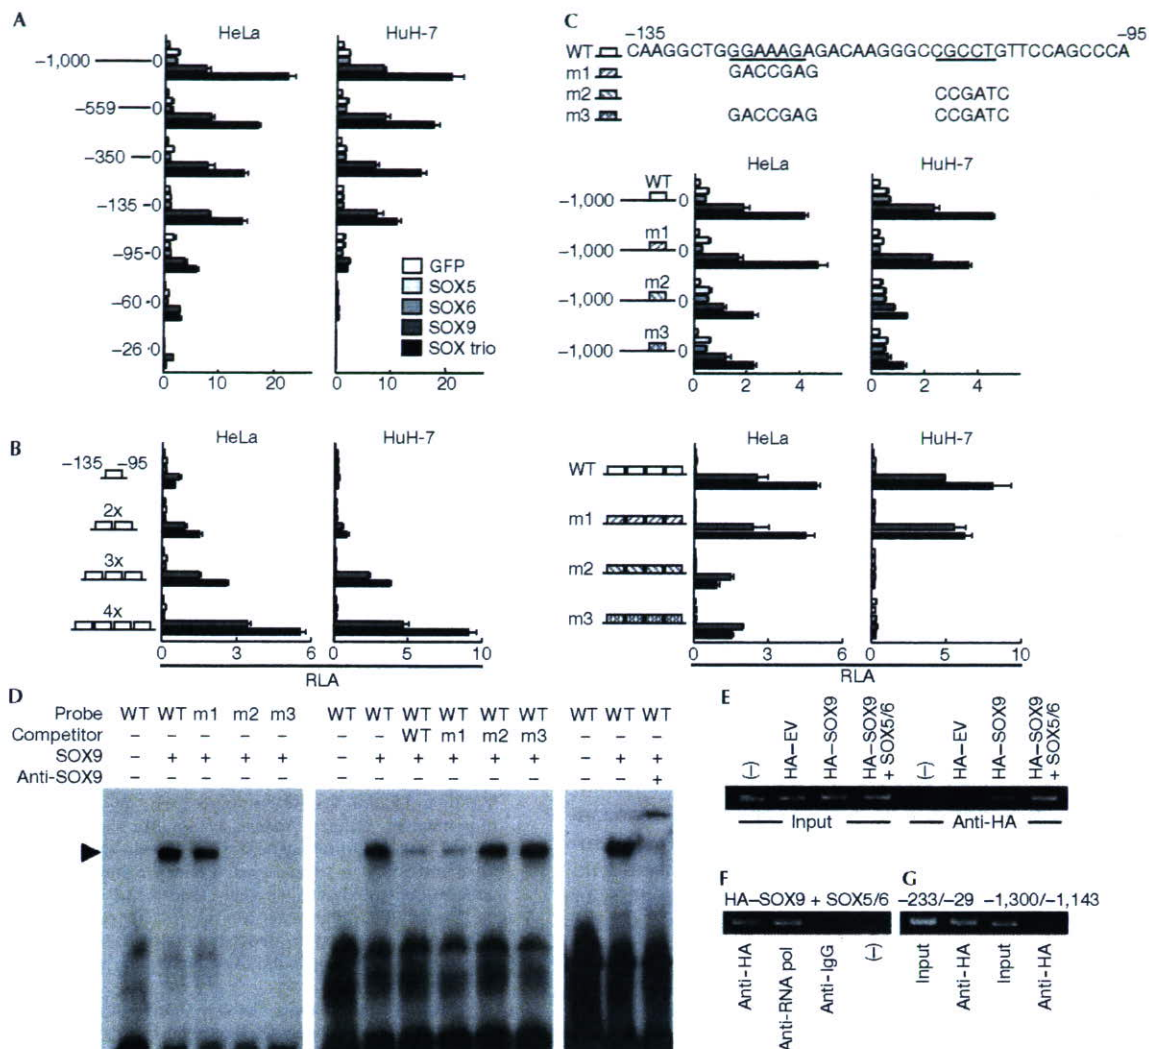 A
HeLa
HuH-7
−1,000 0
−559 0
−350 0
−135 0
−95 0
−60 0
−26 0
GFP
SOX5
SOX6
SOX9
SOX trio
0 10 20
0 10 20
B
HeLa
HuH-7
−135 −95
2x
3x
4x
0 3 6
0 5 10
RLA
C
−135 −95
WT CAAGGCTGGGAAAGAGACAAGGGCCGCCTGTTCCAGCCCA
m1 GACCGAG
m2 CCGATC
m3 GACCGAG CCGATC
HeLa
HuH-7
WT
−1,000 0
m1
−1,000 0
m2
−1,000 0
m3
−1,000 0
0 2 4
0 2 4
HeLa
HuH-7
WT
m1
m2
m3
0 3 6
0 5 10
RLA
D
Probe WT WT m1 m2 m3 WT WT WT WT WT WT WT WT WT
Competitor − − − − − − − WT m1 m2 m3 − − −
SOX9 − + + + + − + + + + + − + +
Anti-SOX9 − − − − − − − − − − − − − +
E
(−)
HA−EV
HA−SOX9
HA−SOX9 + SOX5/6
(−)
HA−EV
HA−SOX9
HA−SOX9 + SOX5/6
Input
Anti-HA
F
HA−SOX9 + SOX5/6
Anti-HA
Anti-RNA pol
Anti-IgG
(−)
G
−233/−29 −1,300/−1,143
Input
Anti-HA
Input
Anti-HA